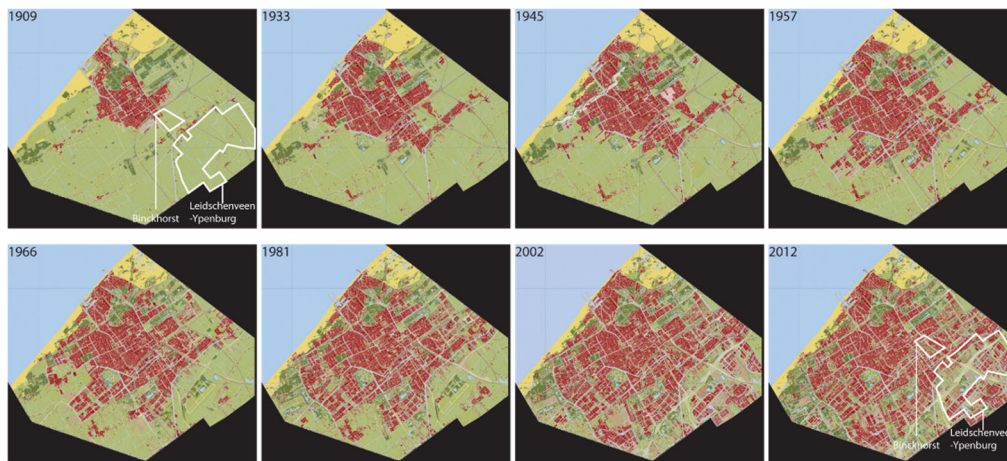 1909
1933
1945
1957
Binckhorst
Leidschenveen
-Ypenburg
1966
1981
2002
2012
Binckhorst
Leidschenvee
-Ypenburg